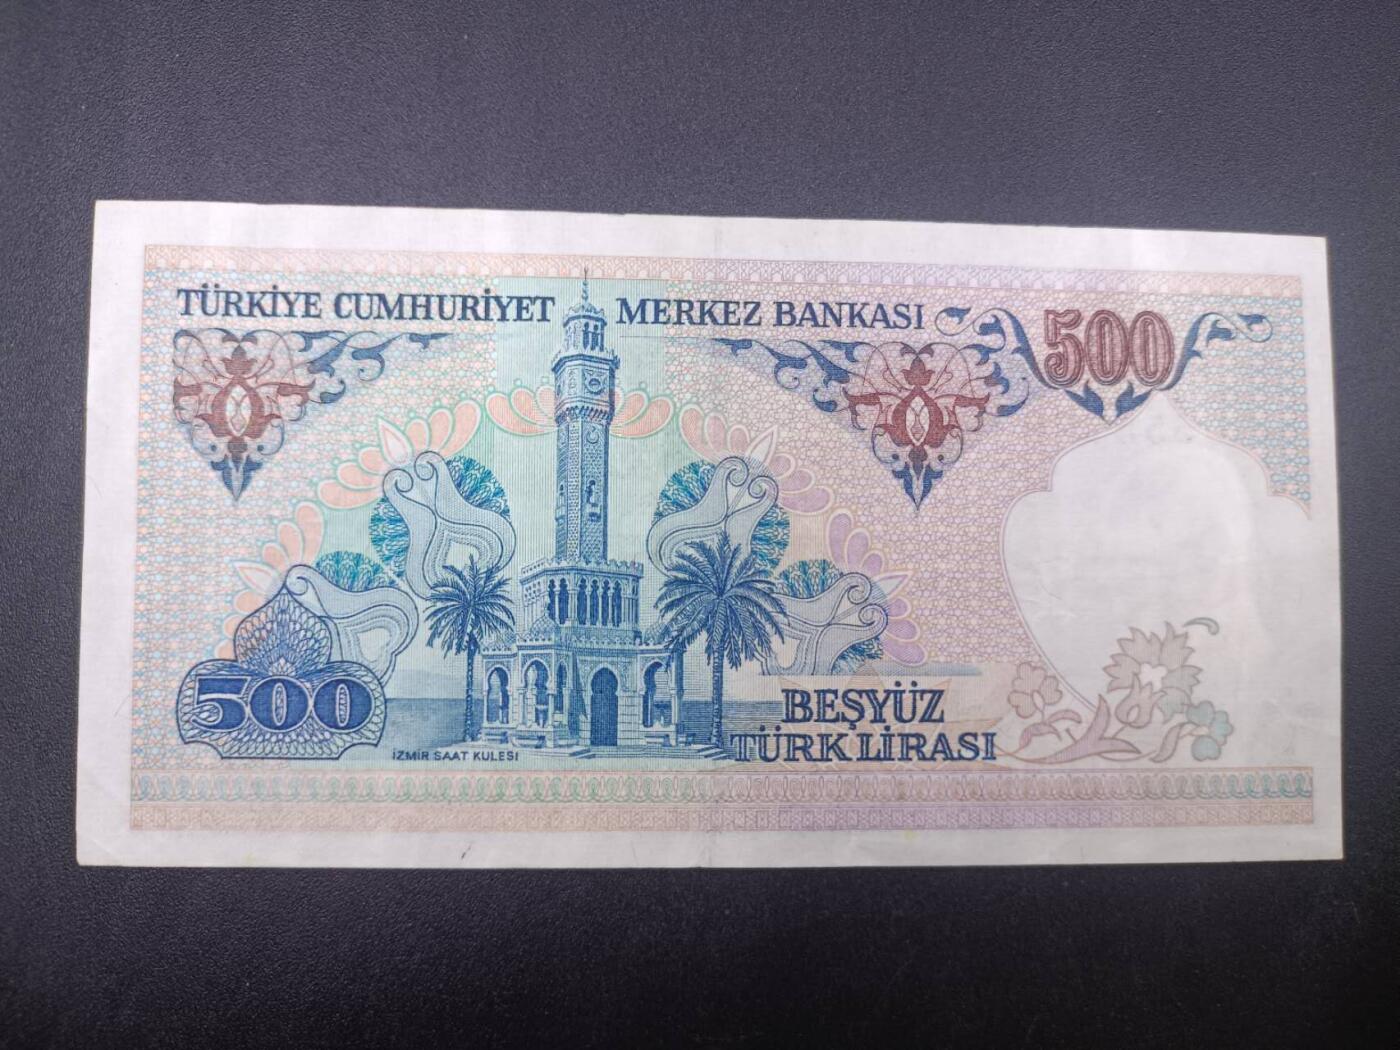 TÜRKİYE CUMHURİYET MERKEZ BANKASI
500
500
İZMİR SAAT KULESİ
BEŞYÜZ
TÜRK LİRASI